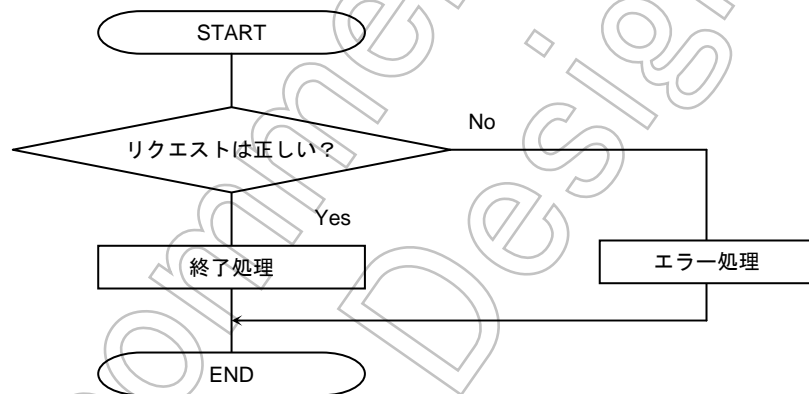 START
リクエストは正しい？
No
Yes
終了処理
エラー処理
END